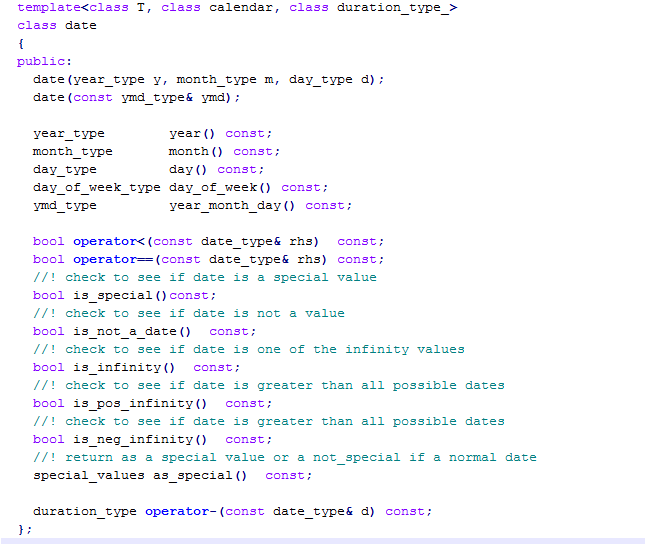 template<class T, class calendar, class duration_type_>
class date
{
public:
  date(year_type y, month_type m, day_type d);
  date(const ymd_type& ymd);

  year_type        year() const;
  month_type       month() const;
  day_type         day() const;
  day_of_week_type day_of_week() const;
  ymd_type         year_month_day() const;

  bool operator<(const date_type& rhs)  const;
  bool operator==(const date_type& rhs) const;
  //! check to see if date is a special value
  bool is_special()const;
  //! check to see if date is not a value
  bool is_not_a_date()  const;
  //! check to see if date is one of the infinity values
  bool is_infinity()  const;
  //! check to see if date is greater than all possible dates
  bool is_pos_infinity()  const;
  //! check to see if date is greater than all possible dates
  bool is_neg_infinity()  const;
  //! return as a special value or a not_special if a normal date
  special_values as_special()  const;

  duration_type operator-(const date_type& d) const;
};